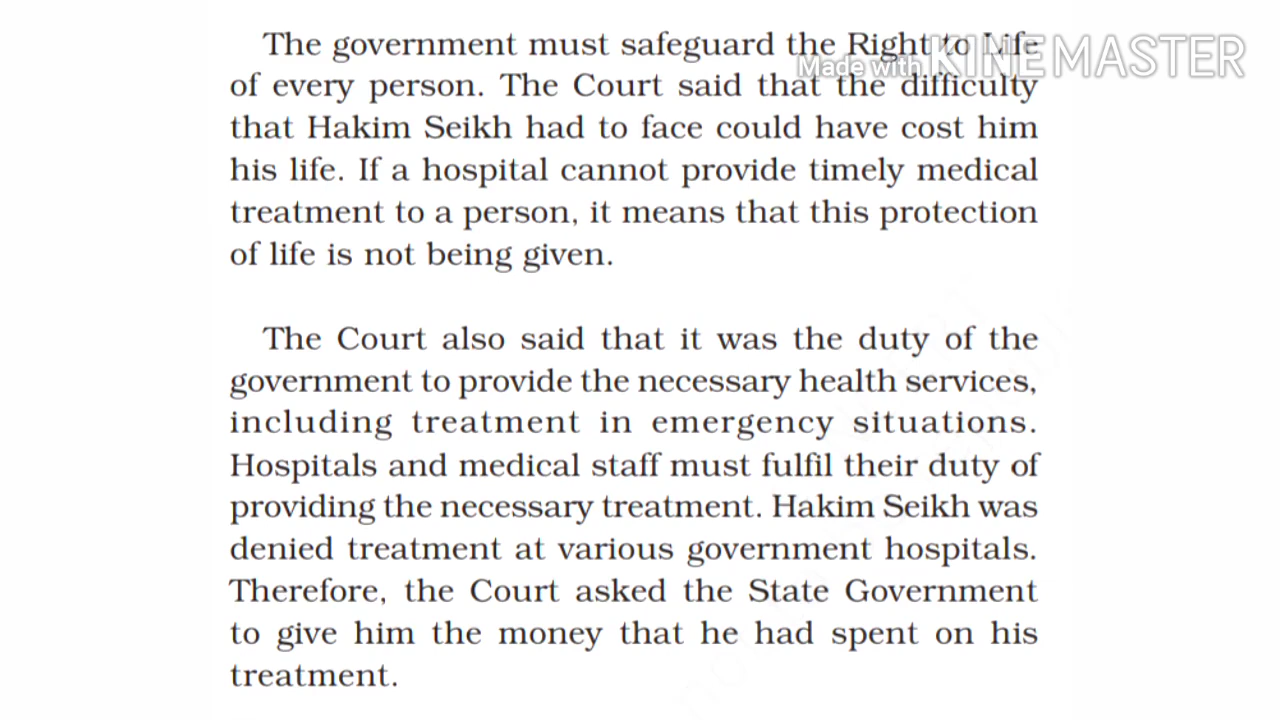 The government must safeguard the Right to Life
Made with KINEMASTER
of every person. The Court said that the difficulty
that Hakim Seikh had to face could have cost him
his life. If a hospital cannot provide timely medical
treatment to a person, it means that this protection
of life is not being given.
The Court also said that it was the duty of the
government to provide the necessary health services,
including treatment in emergency situations.
Hospitals and medical staff must fulfil their duty of
providing the necessary treatment. Hakim Seikh was
denied treatment at various government hospitals.
Therefore, the Court asked the State Government
to give him the money that he had spent on his
treatment.